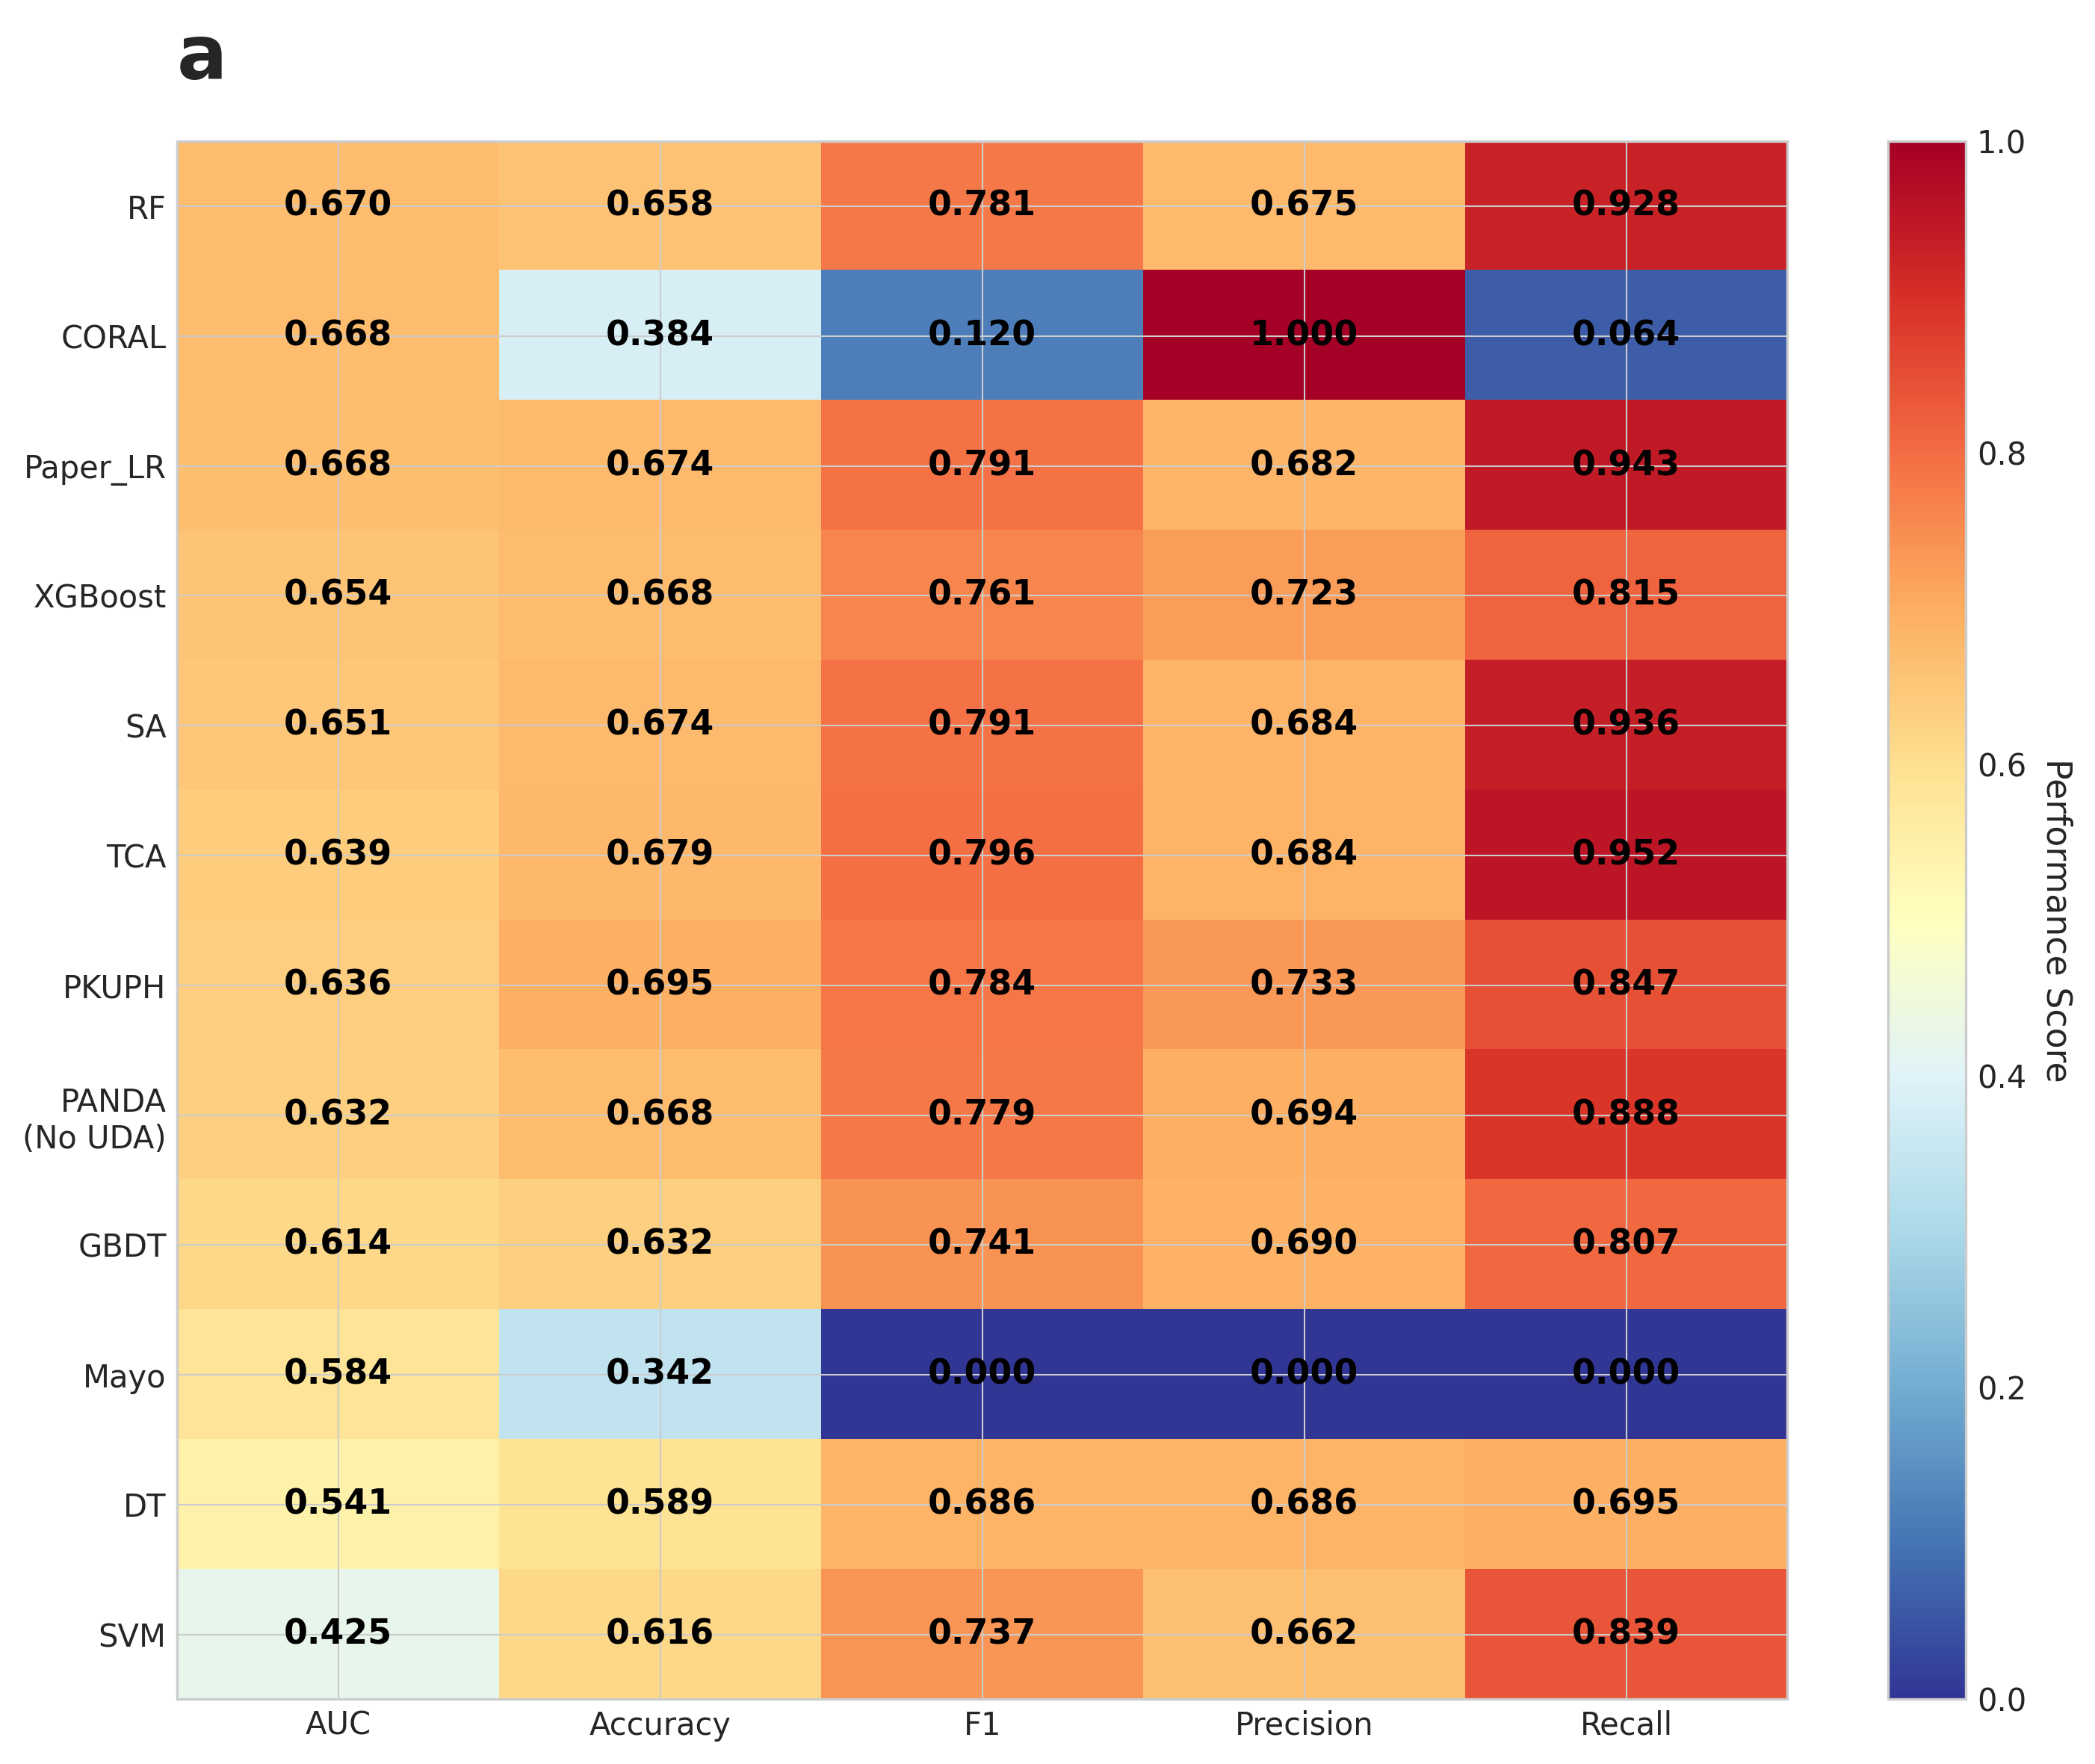 a
RF 0.670 0.658 0.781 0.675 0.928
CORAL 0.668 0.384 0.120 1.000 0.064
Paper_LR 0.668 0.674 0.791 0.682 0.943
XGBoost 0.654 0.668 0.761 0.723 0.815
SA 0.651 0.674 0.791 0.684 0.936
TCA 0.639 0.679 0.796 0.684 0.952
PKUPH 0.636 0.695 0.784 0.733 0.847
PANDA
(No UDA) 0.632 0.668 0.779 0.694 0.888
GBDT 0.614 0.632 0.741 0.690 0.807
Mayo 0.584 0.342 0.000 0.000 0.000
DT 0.541 0.589 0.686 0.686 0.695
SVM 0.425 0.616 0.737 0.662 0.839
AUC Accuracy F1 Precision Recall
1.0
0.8
0.6
0.4
0.2
0.0
Performance Score